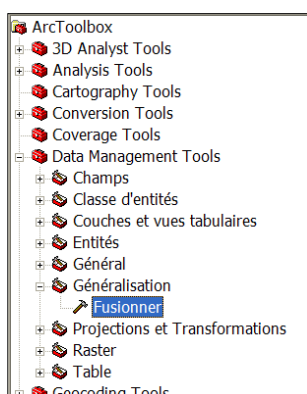 ArcToolbox
3D Analyst Tools
Analysis Tools
Cartography Tools
Conversion Tools
Coverage Tools
Data Management Tools
Champs
Classe d'entités
Couches et vues tabulaires
Entités
Général
Généralisation
Fusionner
Projections et Transformations
Raster
Table
Geocoding Tools